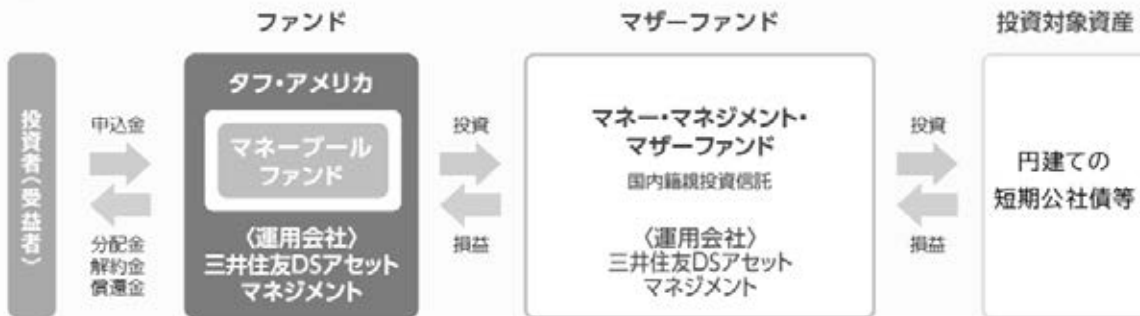 ファンド
マザーファンド
投資対象資産
投資者(受益者)
申込金
分配金
解約金
償還金
タフ・アメリカ
マネープール
ファンド
〈運用会社〉
三井住友DSアセット
マネジメント
投資
損益
マネー・マネジメント・
マザーファンド
国内籍親投資信託
〈運用会社〉
三井住友DSアセット
マネジメント
投資
損益
円建ての
短期公社債等